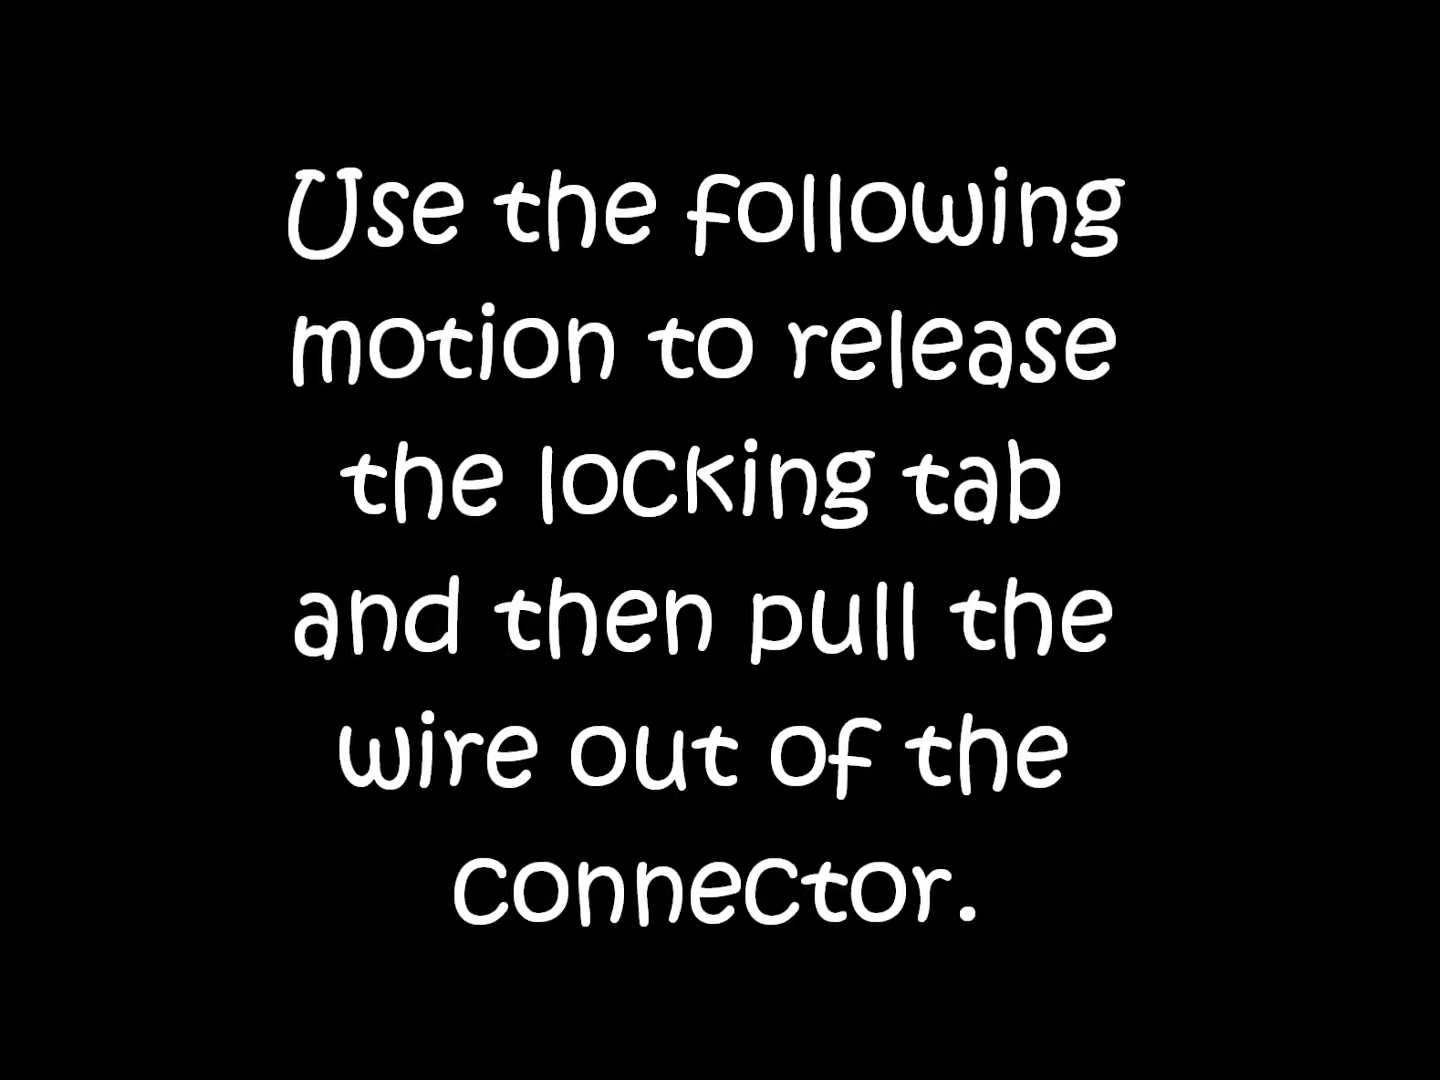 Use the following
motion to release
the locking tab
and then pull the
wire out of the
connector.